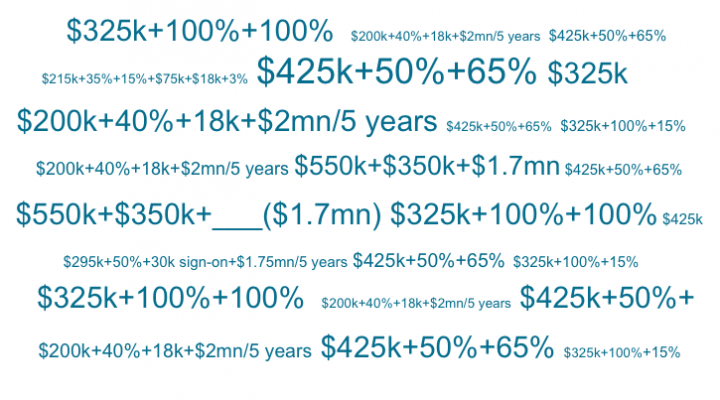 $325k+100%+100% $200k+40%+18k+$2mn/5 years $425k+50%+65%
$215k+35%+15%+$75k+$18k+3% $425k+50%+65% $325k
$200k+40%+18k+$2mn/5 years $425k+50%+65% $325k+100%+15%
$200k+40%+18k+$2mn/5 years $550k+$350k+$1.7mn $425k+50%+65%
$550k+$350k+___($1.7mn) $325k+100%+100% $425k
$295k+50%+30k sign-on+$1.75mn/5 years $425k+50%+65% $325k+100%+15%
$325k+100%+100% $200k+40%+18k+$2mn/5 years $425k+50%+
$200k+40%+18k+$2mn/5 years $425k+50%+65% $325k+100%+15%